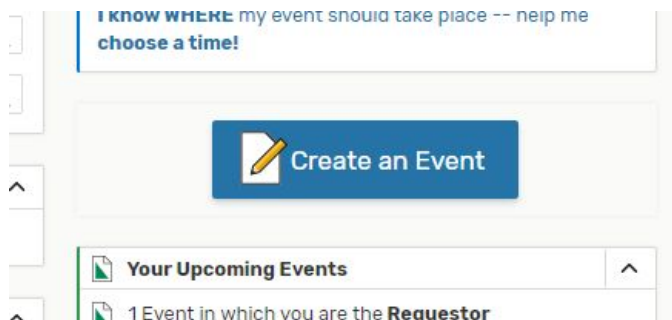 I know WHERE my event should take place -- help me
choose a time!
Create an Event
Your Upcoming Events
1 Event in which you are the Requestor